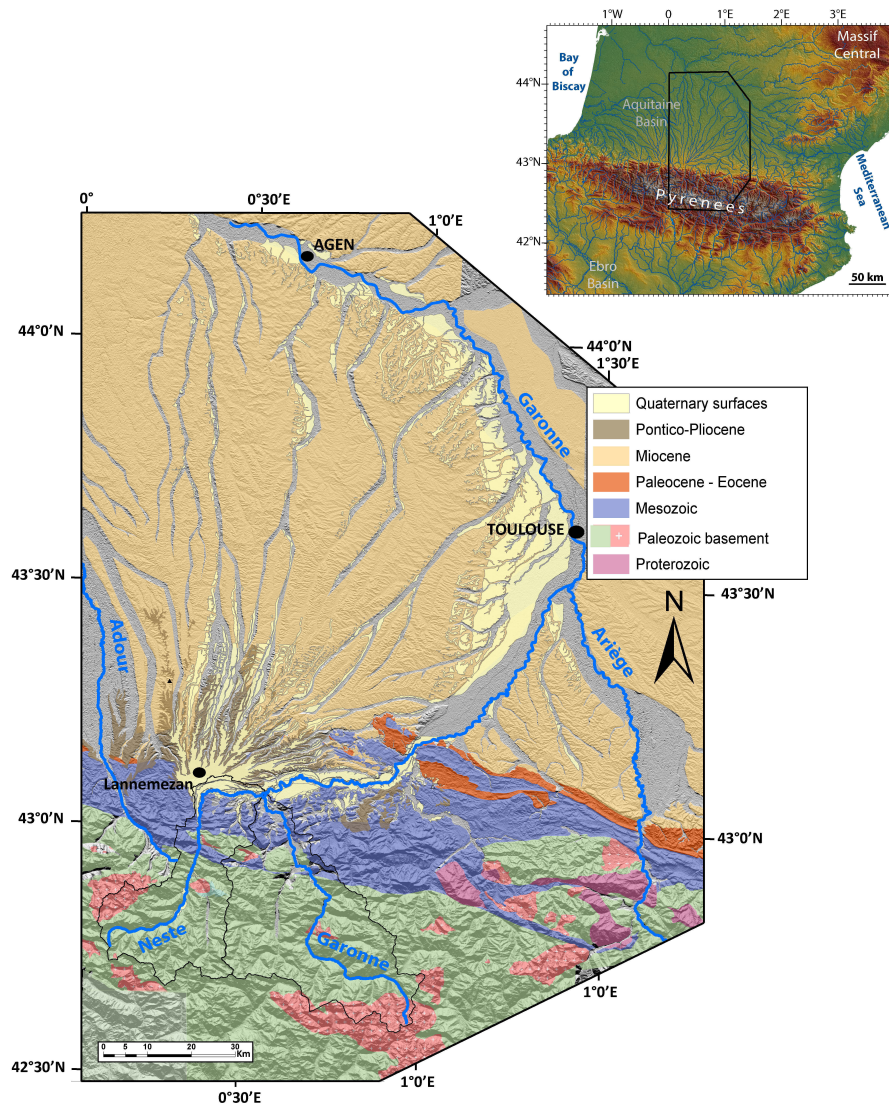 1°W 0 1°E 2°E 3°E
Massif
Central
Bay
of
Biscay
44°N
Aquitaine
Basin
43°N
Mediterranean
Sea
Pyrenees
42°N
Ebro
Basin
50 km
0° 0°30'E
1°0'E
AGEN
44°0'N
44°0'N
1°30'E
Garonne
Quaternary surfaces
Pontico-Pliocene
Miocene
Paleocene - Eocene
Mesozoic
+ Paleozoic basement
Proterozoic
TOULOUSE
43°30'N
43°30'N
N
Adour
Ariège
Lannemezan
43°0'N
43°0'N
Neste
Garonne
1°0'E
0 5 10 20 30
Km
42°30'N
1°0'E
0°30'E